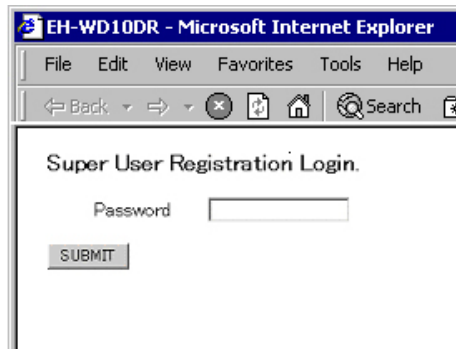 EH-WD10DR - Microsoft Internet Explorer
File Edit View Favorites Tools Help
Back Search
Super User Registration Login.
Password
SUBMIT